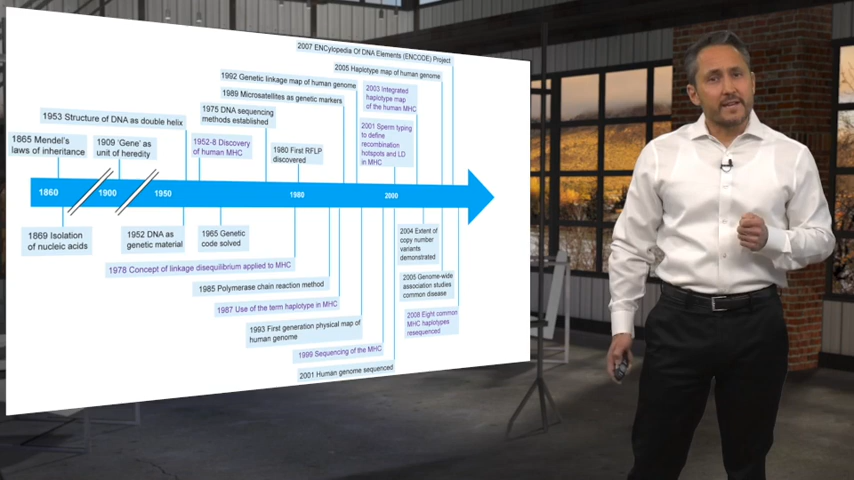 2007 ENCylopedia Of DNA Elements (ENCODE) Project
2005 Haplotype map of human genome
1992 Genetic linkage map of human genome
2003 Integrated
haplotype map
of the human MHC
1989 Microsatellites as genetic markers
1975 DNA sequencing
methods established
1953 Structure of DNA as double helix
2001 Sperm typing
to define
recombination
hotspots and LD
in MHC
1865 Mendel's
laws of inheritance
1909 ‘Gene’ as
unit of heredity
1952-8 Discovery
of human MHC
1980 First RFLP
discovered
1860
1900
1950
1980
2000
1869 Isolation
of nucleic acids
1952 DNA as
genetic material
1965 Genetic
code solved
2004 Extent of
copy number
variants
demonstrated
1978 Concept of linkage disequilibrium applied to MHC
1985 Polymerase chain reaction method
2005 Genome-wide
association studies
common disease
1987 Use of the term haplotype in MHC
2008 Eight common
MHC haplotypes
resequenced
1993 First generation physical map of
human genome
1999 Sequencing of the MHC
2001 Human genome sequenced